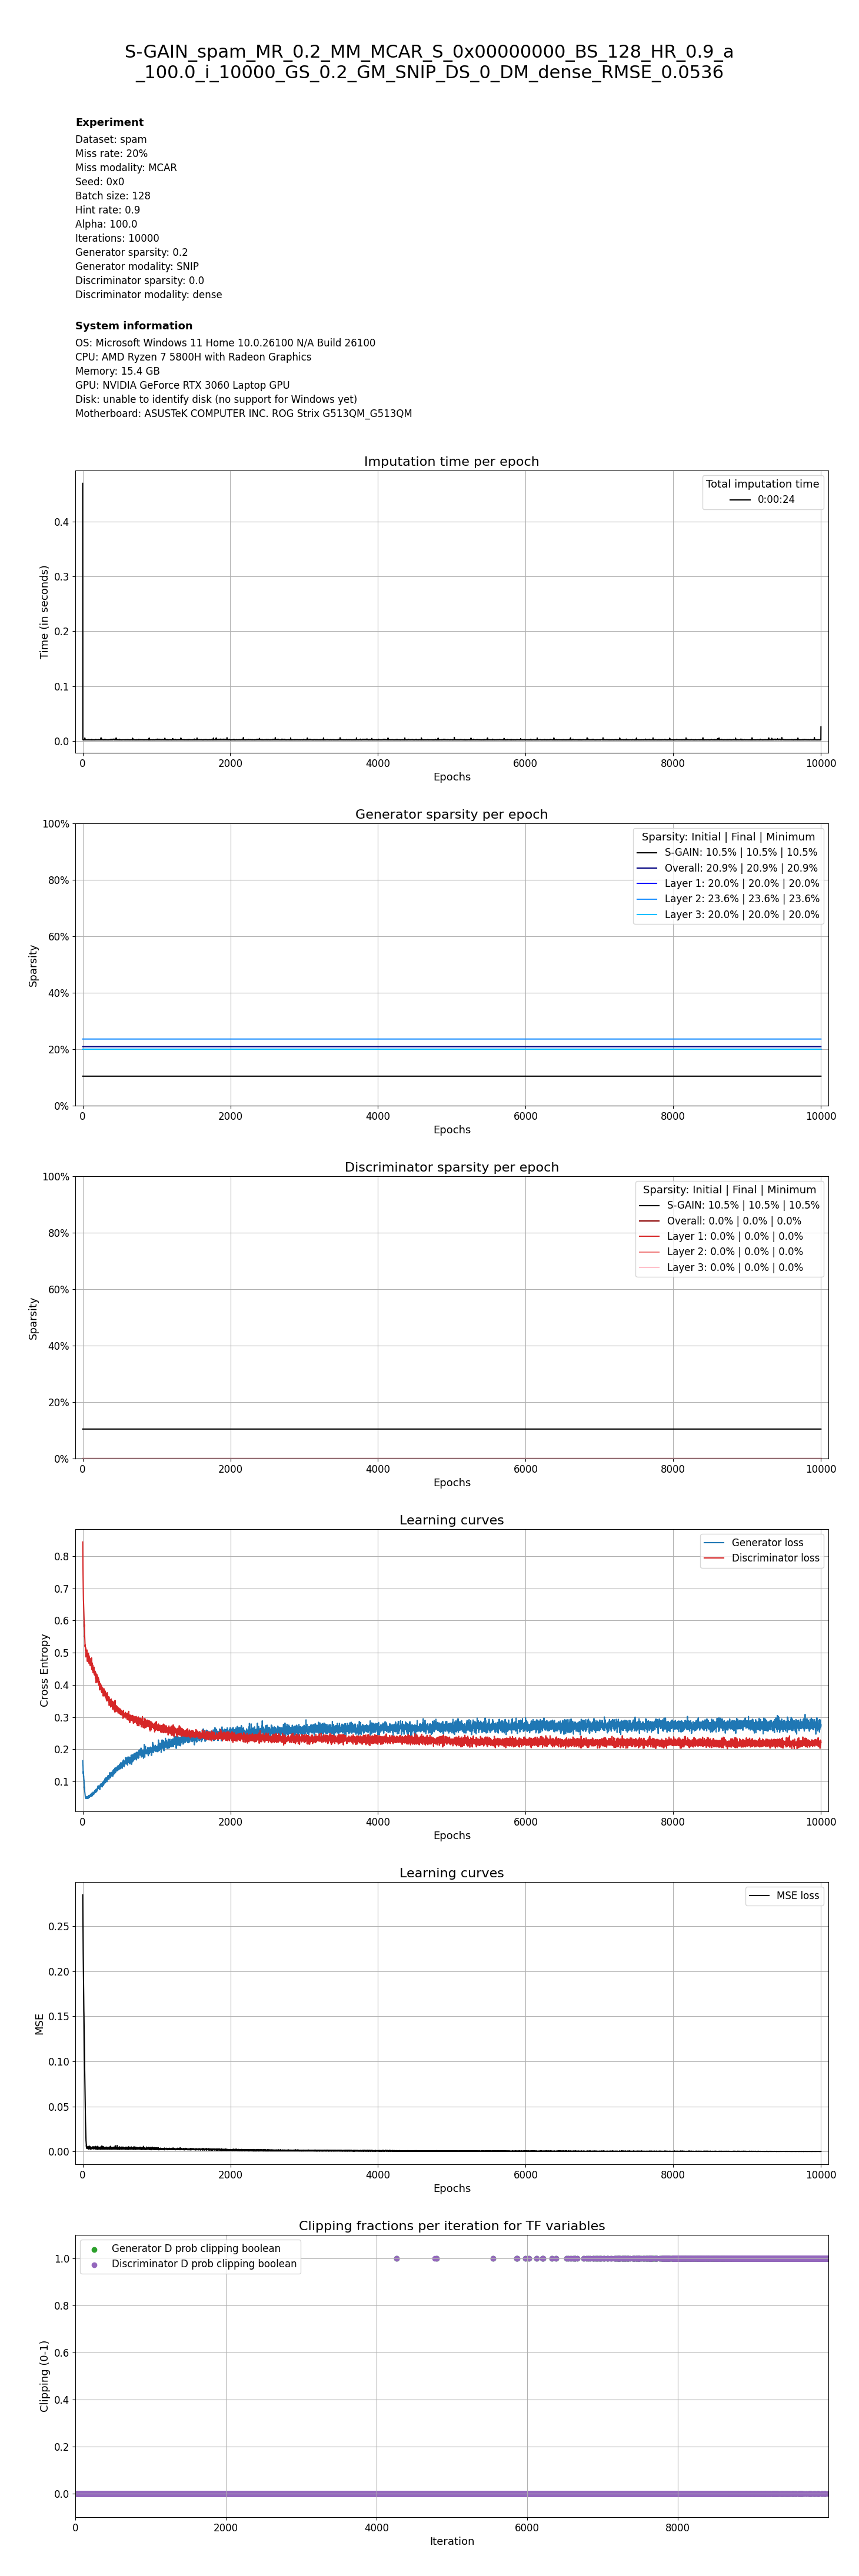 S-GAIN_spam_MR_0.2_MM_MCAR_S_0x00000000_BS_128_HR_0.9_a
_100.0_i_10000_GS_0.2_GM_SNIP_DS_0_DM_dense_RMSE_0.0536
Experiment
Dataset: spam
Miss rate: 20%
Miss modality: MCAR
Seed: 0x0
Batch size: 128
Hint rate: 0.9
Alpha: 100.0
Iterations: 10000
Generator sparsity: 0.2
Generator modality: SNIP
Discriminator sparsity: 0.0
Discriminator modality: dense
System information
OS: Microsoft Windows 11 Home 10.0.26100 N/A Build 26100
CPU: AMD Ryzen 7 5800H with Radeon Graphics
Memory: 15.4 GB
GPU: NVIDIA GeForce RTX 3060 Laptop GPU
Disk: unable to identify disk (no support for Windows yet)
Motherboard: ASUSTeK COMPUTER INC. ROG Strix G513QM_G513QM
Imputation time per epoch
Total imputation time
0:00:24
0.4
0.3
0.2
0.1
0.0
Time (in seconds)
0 2000 4000 6000 8000 10000
Epochs
Generator sparsity per epoch
Sparsity: Initial | Final | Minimum
S-GAIN: 10.5% | 10.5% | 10.5%
Overall: 20.9% | 20.9% | 20.9%
Layer 1: 20.0% | 20.0% | 20.0%
Layer 2: 23.6% | 23.6% | 23.6%
Layer 3: 20.0% | 20.0% | 20.0%
100%
80%
60%
40%
20%
0%
Sparsity
0 2000 4000 6000 8000 10000
Epochs
Discriminator sparsity per epoch
Sparsity: Initial | Final | Minimum
S-GAIN: 10.5% | 10.5% | 10.5%
Overall: 0.0% | 0.0% | 0.0%
Layer 1: 0.0% | 0.0% | 0.0%
Layer 2: 0.0% | 0.0% | 0.0%
Layer 3: 0.0% | 0.0% | 0.0%
100%
80%
60%
40%
20%
0%
Sparsity
0 2000 4000 6000 8000 10000
Epochs
Learning curves
Generator loss
Discriminator loss
0.8
0.7
0.6
0.5
0.4
0.3
0.2
0.1
Cross Entropy
0 2000 4000 6000 8000 10000
Epochs
Learning curves
MSE loss
0.25
0.20
0.15
0.10
0.05
0.00
MSE
0 2000 4000 6000 8000 10000
Epochs
Clipping fractions per iteration for TF variables
Generator D prob clipping boolean
Discriminator D prob clipping boolean
1.0
0.8
0.6
0.4
0.2
0.0
Clipping (0-1)
0 2000 4000 6000 8000
Iteration